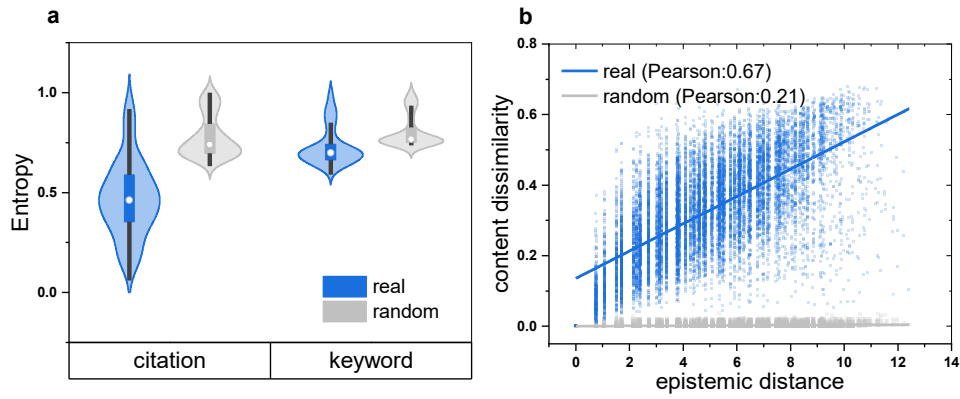 a
Entropy
1.0
0.5
0.0
real
random
citation
keyword
b
content dissimilarity
0.8
0.6
0.4
0.2
0.0
real (Pearson:0.67)
random (Pearson:0.21)
0 2 4 6 8 10 12 14
epistemic distance